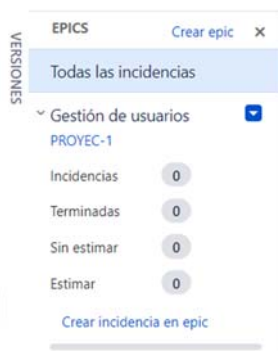 VERSIONES
EPICS Crear epic ×
Todas las incidencias
Gestión de usuarios
PROYEC-1
Incidencias 0
Terminadas 0
Sin estimar 0
Estimar 0
Crear incidencia en epic